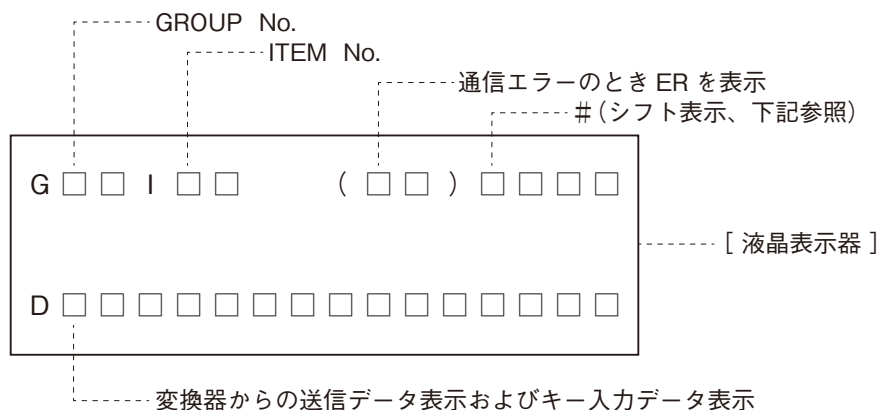 GROUP No.
ITEM No.
通信エラーのとき ER を表示
#(シフト表示、下記参照)
G □ □ I □ □ ( □ □ ) □ □ □ □
[ 液晶表示器 ]
D □ □ □ □ □ □ □ □ □ □ □ □ □ □ □
変換器からの送信データ表示およびキー入力データ表示